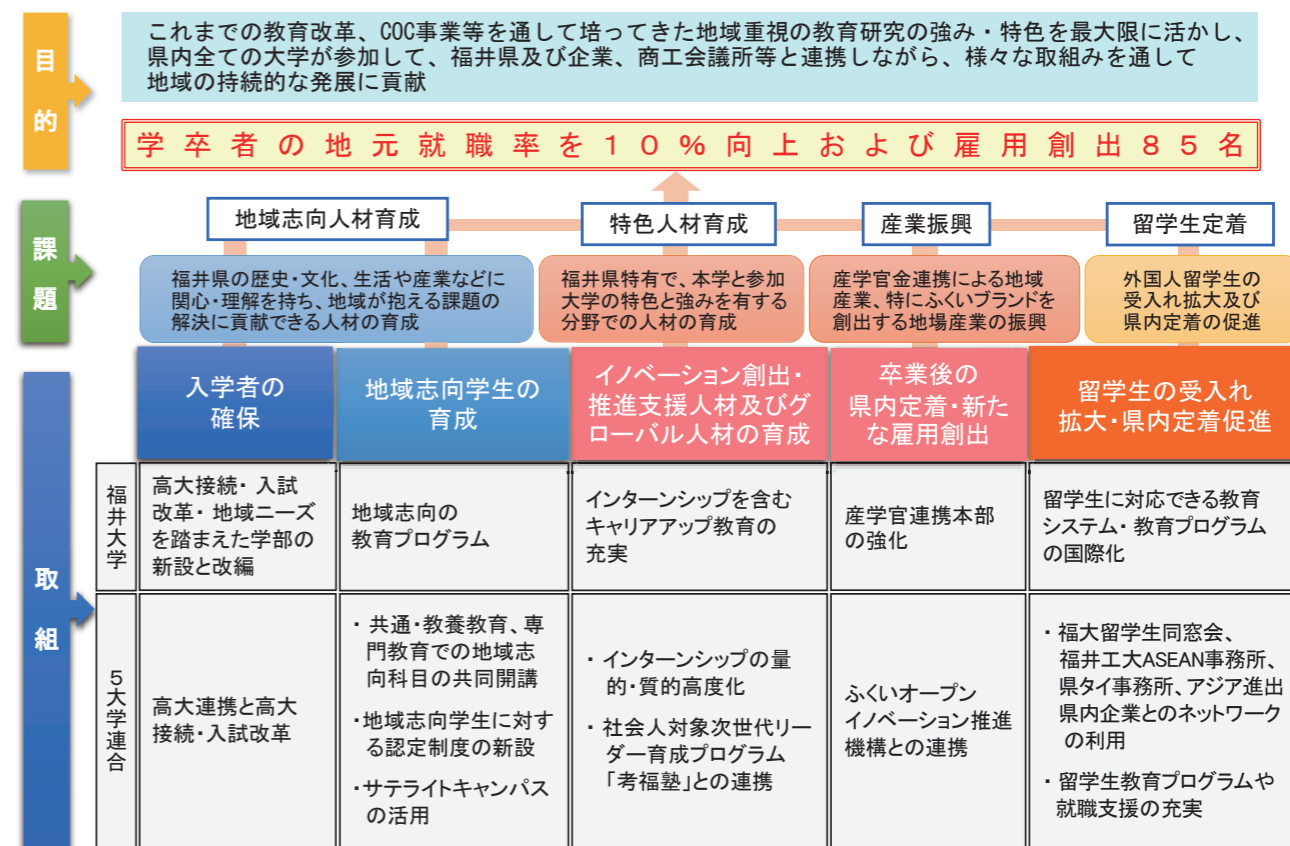 目的
これまでの教育改革、COC事業等を通して培ってきた地域重視の教育研究の強み・特色を最大限に活かし、
県内全ての大学が参加して、福井県及び企業、商工会議所等と連携しながら、様々な取組みを通して
地域の持続的な発展に貢献
学卒者の地元就職率を10%向上および雇用創出85名
課題
地域志向人材育成
特色人材育成
産業振興
留学生定着
福井県の歴史・文化、生活や産業などに
関心・理解を持ち、地域が抱える課題の
解決に貢献できる人材の育成
福井県特有で、本学と参加
大学の特色と強みを有する
分野での人材の育成
産学官金連携による地域
産業、特にふくいブランドを
創出する地場産業の振興
外国人留学生の
受入れ拡大及び
県内定着の促進
取組
入学者の
確保
地域志向学生の
育成
イノベーション創出・
推進支援人材及びグ
ローバル人材の育成
卒業後の
県内定着・新た
な雇用創出
留学生の受入れ
拡大・県内定着促進
福井大学
高大接続・入試
改革・地域ニーズ
を踏まえた学部の
新設と改編
地域志向の
教育プログラム
インターンシップを含む
キャリアアップ教育の
充実
産学官連携本部
の強化
留学生に対応できる教育
システム・教育プログラム
の国際化
5大学連合
高大連携と高大
接続・入試改革
・共通・教養教育、専
門教育での地域志
向科目の共同開講
・地域志向学生に対す
る認定制度の新設
・サテライトキャンパス
の活用
・インターンシップの量
的・質的高度化
・社会人対象次世代リー
ダー育成プログラム
「考福塾」との連携
ふくいオープン
イノベーション推進
機構との連携
・福大留学生同窓会、
福井工大ASEAN事務所、
県タイ事務所、アジア進出
県内企業とのネットワーク
の利用
・留学生教育プログラムや
就職支援の充実